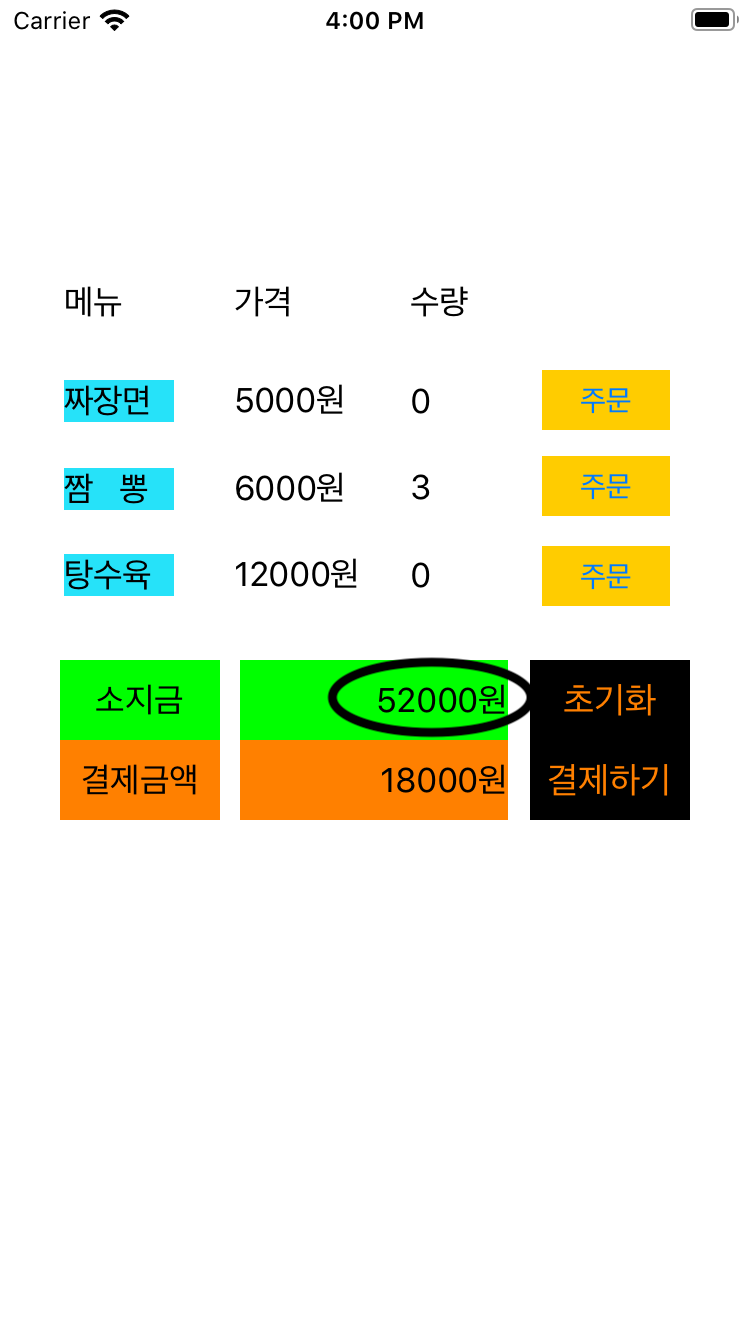 Carrier 4:00 PM
메뉴 가격 수량
짜장면 5000원 0 주문
짬 뽕 6000원 3 주문
탕수육 12000원 0 주문
소지금 52000원 초기화
결제금액 18000원 결제하기